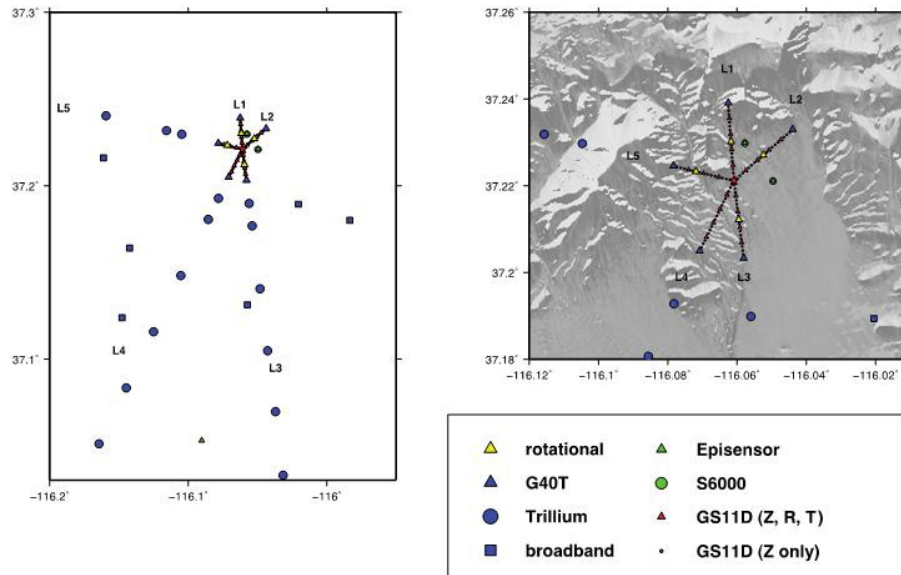 37.3˚
L5
L1
L2
37.2˚
L4
L3
37.1˚
−116.2˚
−116.1˚
−116˚
37.26˚
L1
37.24˚
L2
L5
37.22˚
37.2˚
L4
L3
37.18˚
−116.12˚
−116.1˚
−116.08˚
−116.06˚
−116.04˚
−116.02˚
rotational
Episensor
G40T
S6000
Trillium
GS11D (Z, R, T)
broadband
GS11D (Z only)